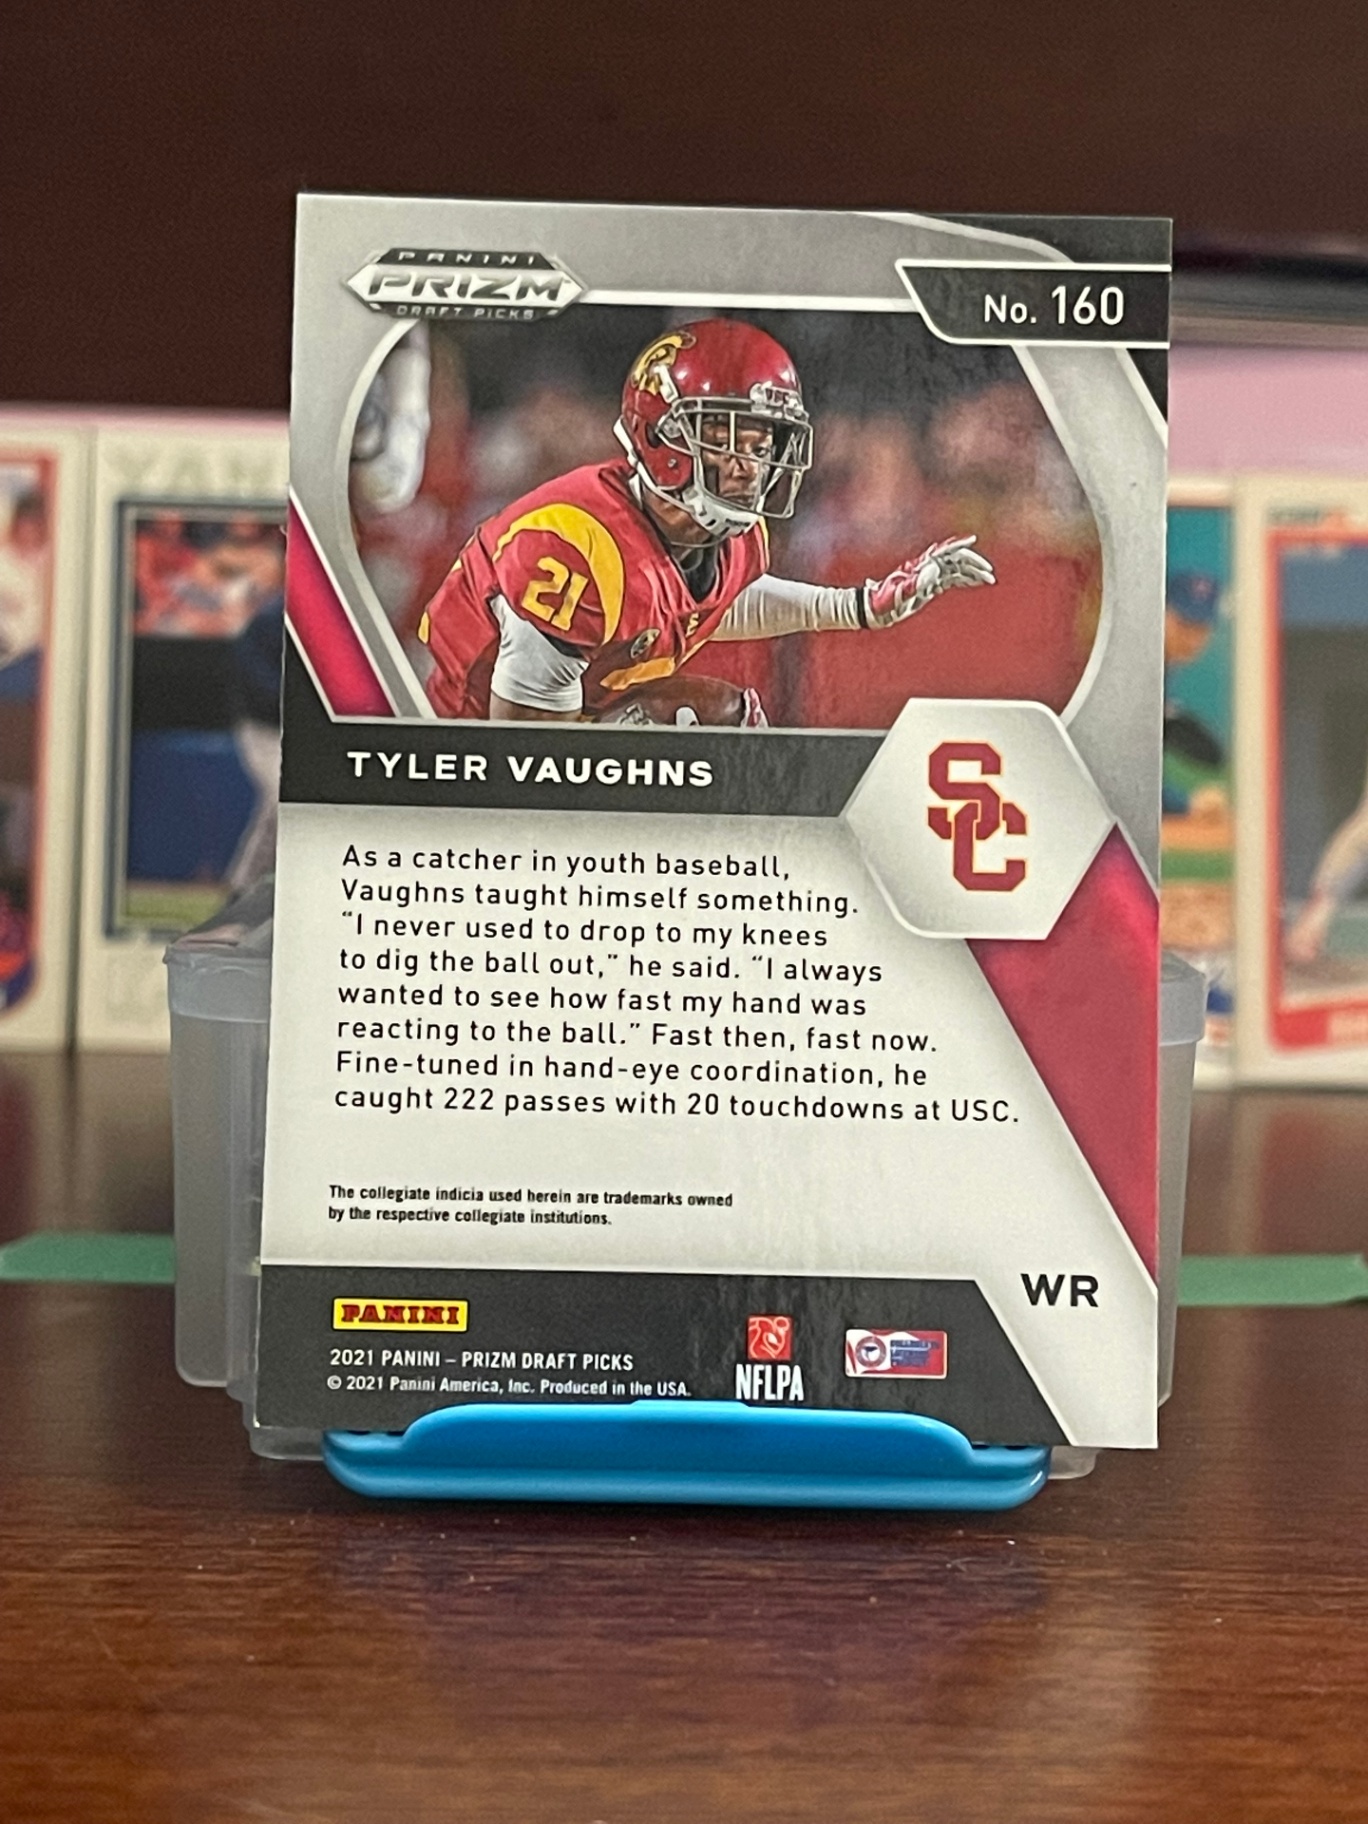 PANINI
PRIZM
DRAFT PICKS
No. 160
21
TYLER VAUGHNS
SC
As a catcher in youth baseball,
Vaughns taught himself something.
“I never used to drop to my knees
to dig the ball out,” he said. “I always
wanted to see how fast my hand was
reacting to the ball.” Fast then, fast now.
Fine-tuned in hand-eye coordination, he
caught 222 passes with 20 touchdowns at USC.
The collegiate indicia used herein are trademarks owned
by the respective collegiate institutions.
WR
PANINI
2021 PANINI – PRIZM DRAFT PICKS
© 2021 Panini America, Inc. Produced in the USA.
NFLPA